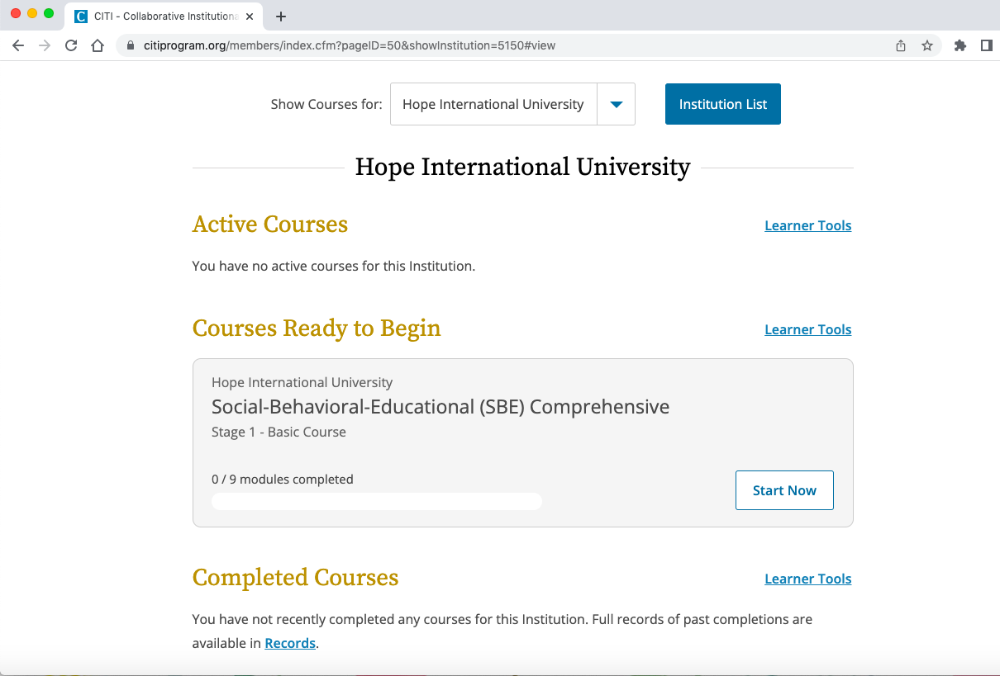 CITI - Collaborative Institutiona
citiprogram.org/members/index.cfm?pageID=50&showInstitution=5150#view
Show Courses for: Hope International University Institution List
Hope International University
Active Courses Learner Tools
You have no active courses for this Institution.
Courses Ready to Begin Learner Tools
Hope International University
Social-Behavioral-Educational (SBE) Comprehensive
Stage 1 - Basic Course
0 / 9 modules completed
Start Now
Completed Courses Learner Tools
You have not recently completed any courses for this Institution. Full records of past completions are
available in Records.